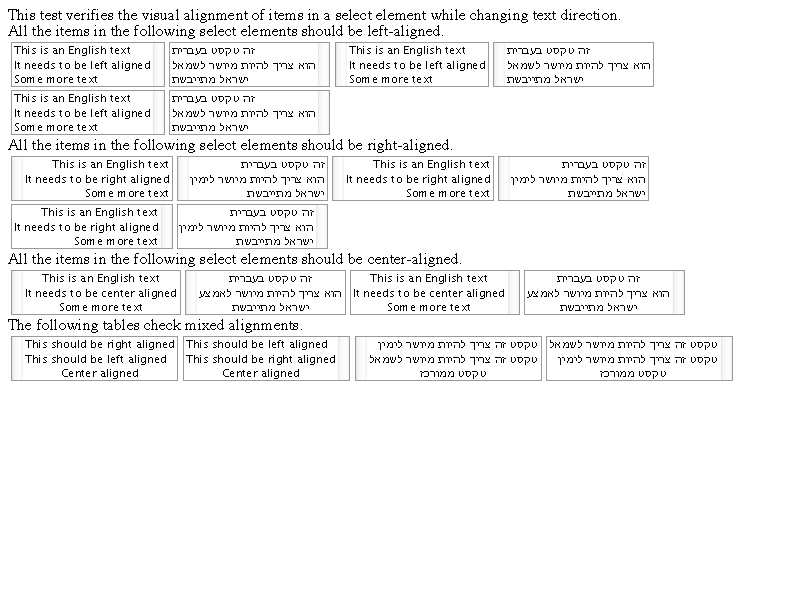 This test verifies the visual alignment of items in a select element while changing text direction.
All the items in the following select elements should be left-aligned.
This is an English text
It needs to be left aligned
Some more text
זה טקסט בעברית
הוא צריך להיות מיושר לשמאל
ישראל מתייבשת
This is an English text
It needs to be left aligned
Some more text
זה טקסט בעברית
הוא צריך להיות מיושר לשמאל
ישראל מתייבשת
This is an English text
It needs to be left aligned
Some more text
זה טקסט בעברית
הוא צריך להיות מיושר לשמאל
ישראל מתייבשת
All the items in the following select elements should be right-aligned.
This is an English text
It needs to be right aligned
Some more text
זה טקסט בעברית
הוא צריך להיות מיושר לימין
ישראל מתייבשת
This is an English text
It needs to be right aligned
Some more text
זה טקסט בעברית
הוא צריך להיות מיושר לימין
ישראל מתייבשת
This is an English text
It needs to be right aligned
Some more text
זה טקסט בעברית
הוא צריך להיות מיושר לימין
ישראל מתייבשת
All the items in the following select elements should be center-aligned.
This is an English text
It needs to be center aligned
Some more text
זה טקסט בעברית
הוא צריך להיות מיושר לאמצע
ישראל מתייבשת
This is an English text
It needs to be center aligned
Some more text
זה טקסט בעברית
הוא צריך להיות מיושר לאמצע
ישראל מתייבשת
The following tables check mixed alignments.
This should be right aligned
This should be left aligned
Center aligned
This should be left aligned
This should be right aligned
Center aligned
טקסט זה צריך להיות מיושר לימין
טקסט זה צריך להיות מיושר לשמאל
טקסט ממורכז
טקסט זה צריך להיות מיושר לשמאל
טקסט זה צריך להיות מיושר לימין
טקסט ממורכז